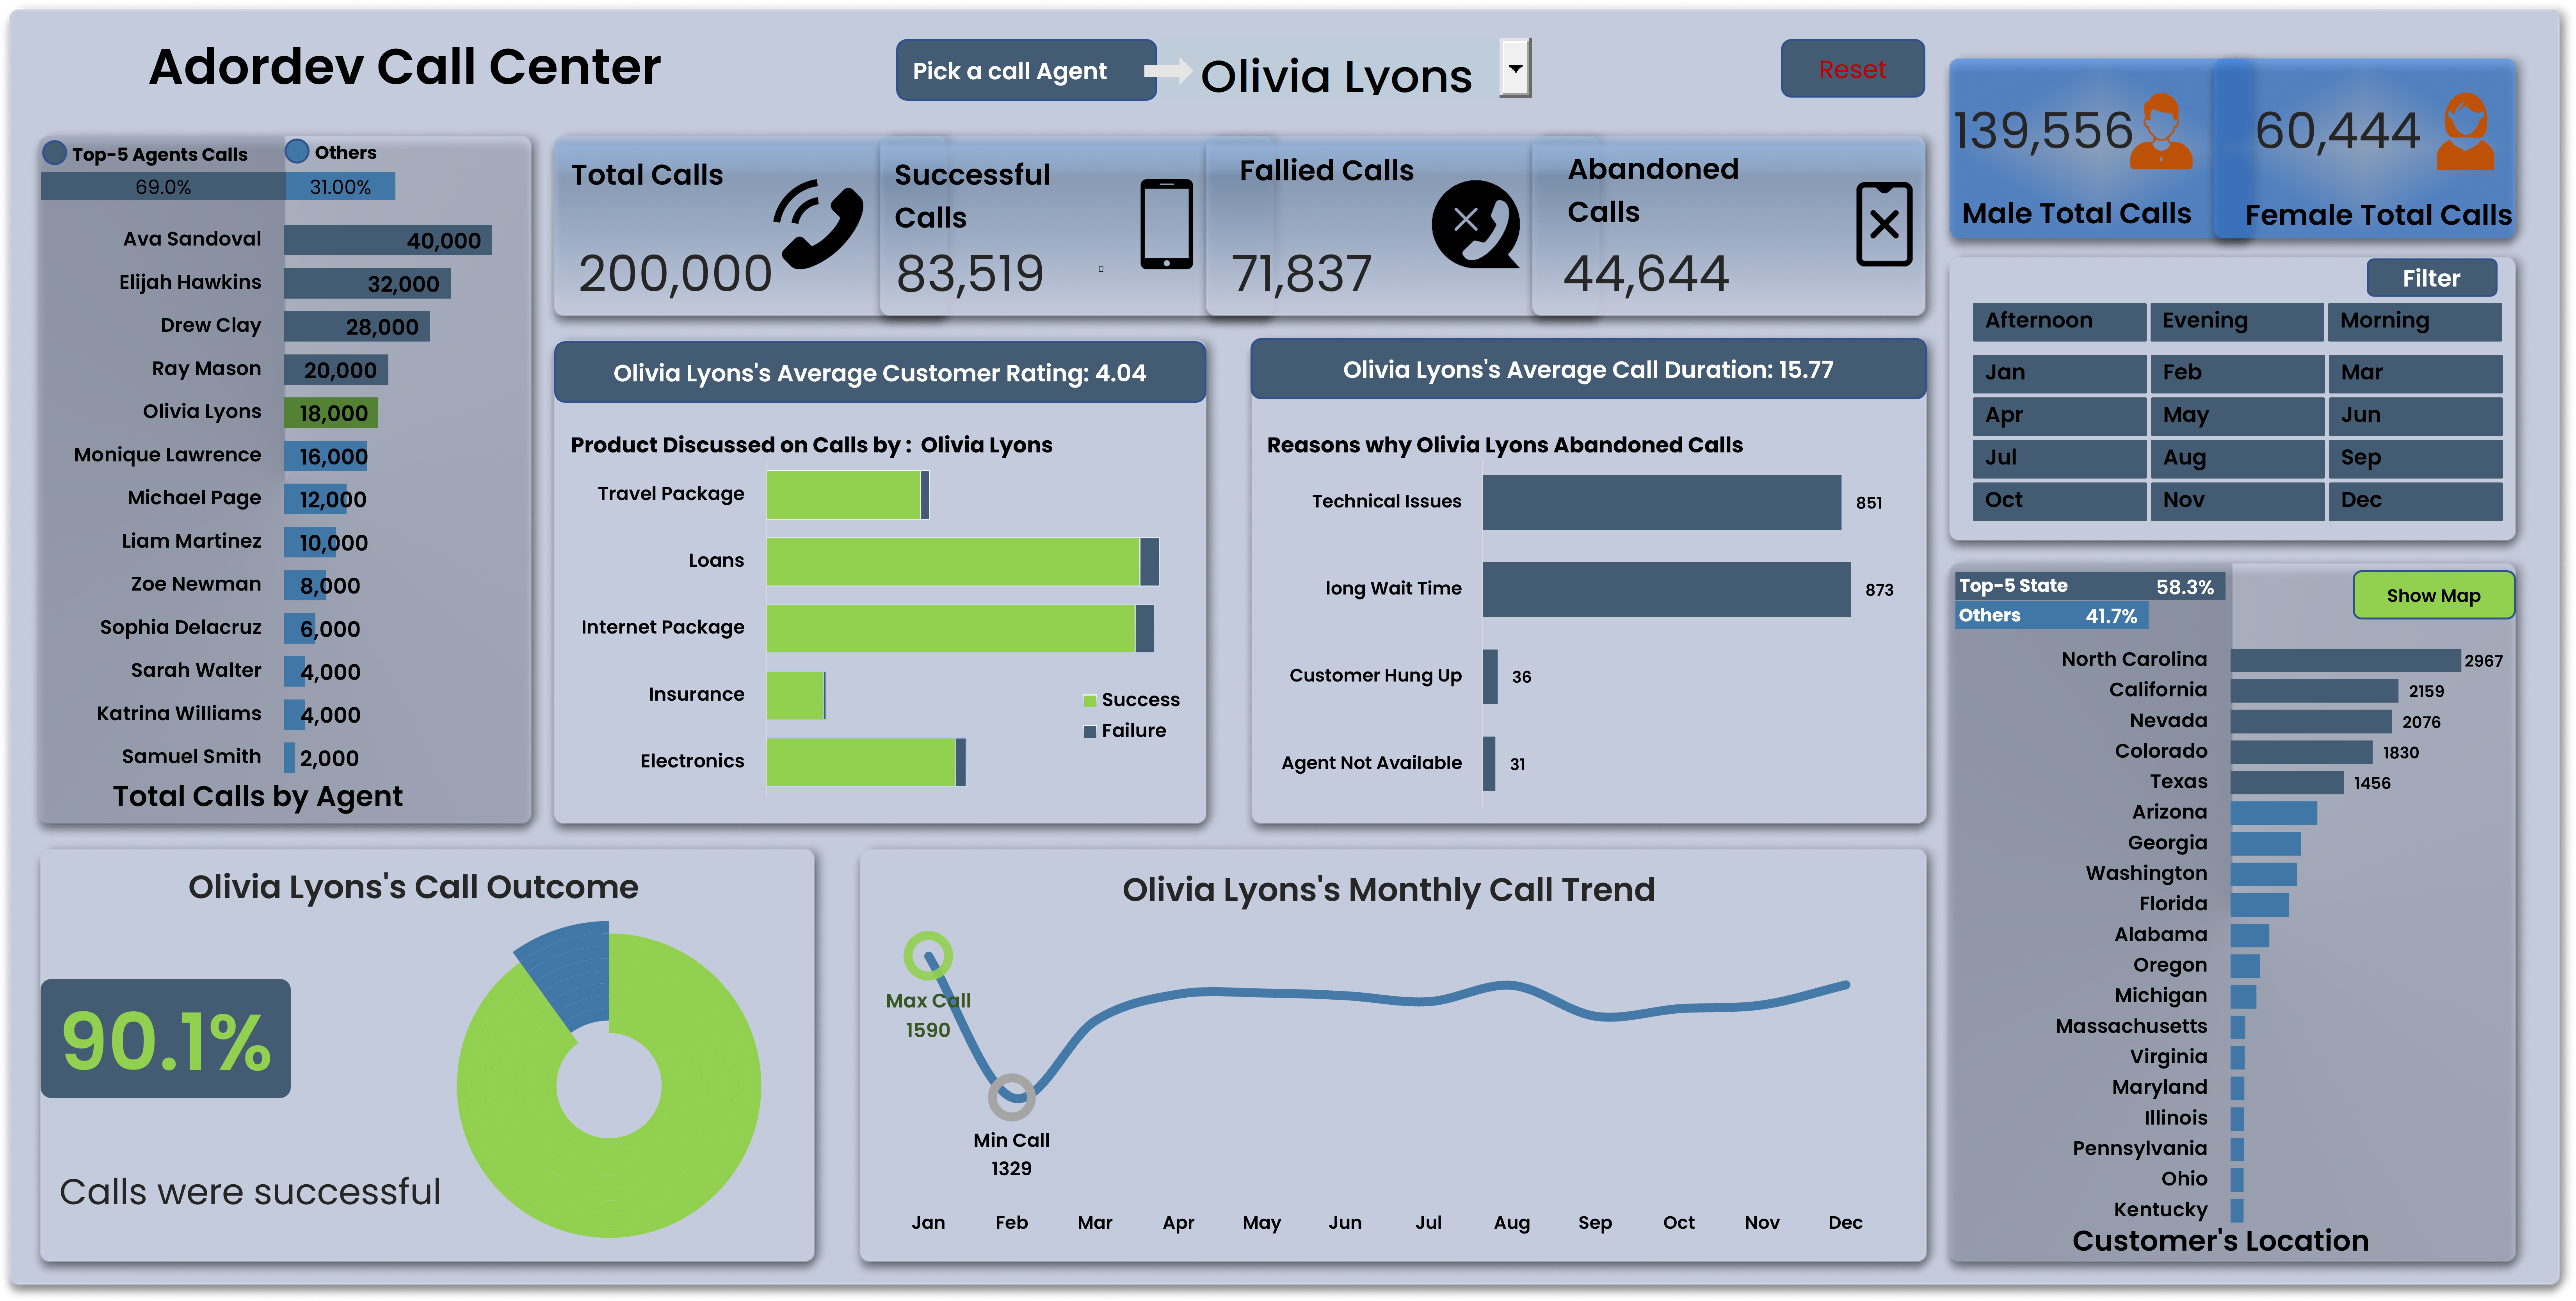 Adordev Call Center
Pick a call Agent
Olivia Lyons
Reset
139,556
Male Total Calls
60,444
Female Total Calls
Top-5 Agents Calls
Others
69.0%
31.00%
Ava Sandoval 40,000
Elijah Hawkins 32,000
Drew Clay 28,000
Ray Mason 20,000
Olivia Lyons 18,000
Monique Lawrence 16,000
Michael Page 12,000
Liam Martinez 10,000
Zoe Newman 8,000
Sophia Delacruz 6,000
Sarah Walter 4,000
Katrina Williams 4,000
Samuel Smith 2,000
Total Calls by Agent
Total Calls
200,000
Successful
Calls
83,519
Fallied Calls
71,837
Abandoned
Calls
44,644
Olivia Lyons's Average Customer Rating: 4.04
Product Discussed on Calls by : Olivia Lyons
Travel Package
Loans
Internet Package
Insurance
Electronics
Success
Failure
Olivia Lyons's Average Call Duration: 15.77
Reasons why Olivia Lyons Abandoned Calls
Technical Issues 851
long Wait Time 873
Customer Hung Up 36
Agent Not Available 31
Filter
Afternoon Evening Morning
Jan Feb Mar
Apr May Jun
Jul Aug Sep
Oct Nov Dec
Top-5 State 58.3%
Others 41.7%
Show Map
North Carolina 2967
California 2159
Nevada 2076
Colorado 1830
Texas 1456
Arizona
Georgia
Washington
Florida
Alabama
Oregon
Michigan
Massachusetts
Virginia
Maryland
Illinois
Pennsylvania
Ohio
Kentucky
Customer's Location
Olivia Lyons's Call Outcome
90.1%
Calls were successful
Olivia Lyons's Monthly Call Trend
Max Call
1590
Min Call
1329
Jan Feb Mar Apr May Jun Jul Aug Sep Oct Nov Dec